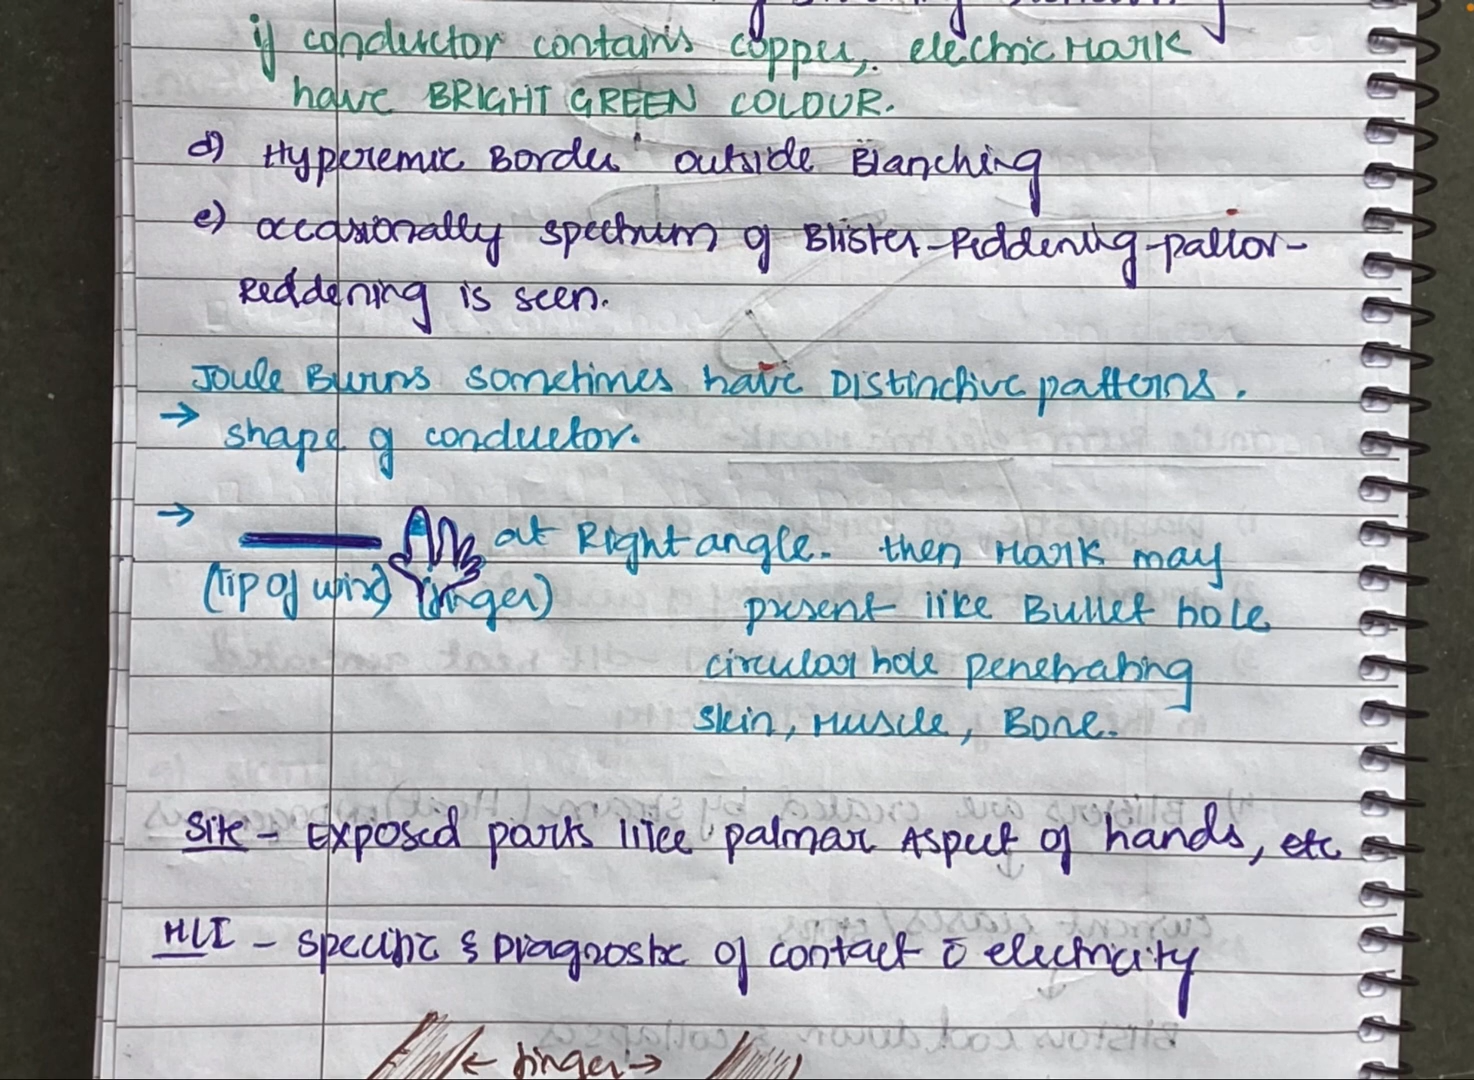 if conductor contains copper, electric Mark
have BRIGHT GREEN COLOUR.
d) Hyperemic Border outside Blanching
e) occasionally spectrum of Blister-Reddening-pallor-
Reddening is seen.
Joule Burns sometimes have Distinctive patterns.
→ shape of conductor.
→ at Right angle. then Mark may
(Tip of wire) (finger) present like Bullet hole
circular hole penetrating
skin, Muscle, Bone.
Site - Exposed parts like palmar Aspect of hands, etc
MLI - specific & Diagnostic of contact c̄ electricity
← finger →